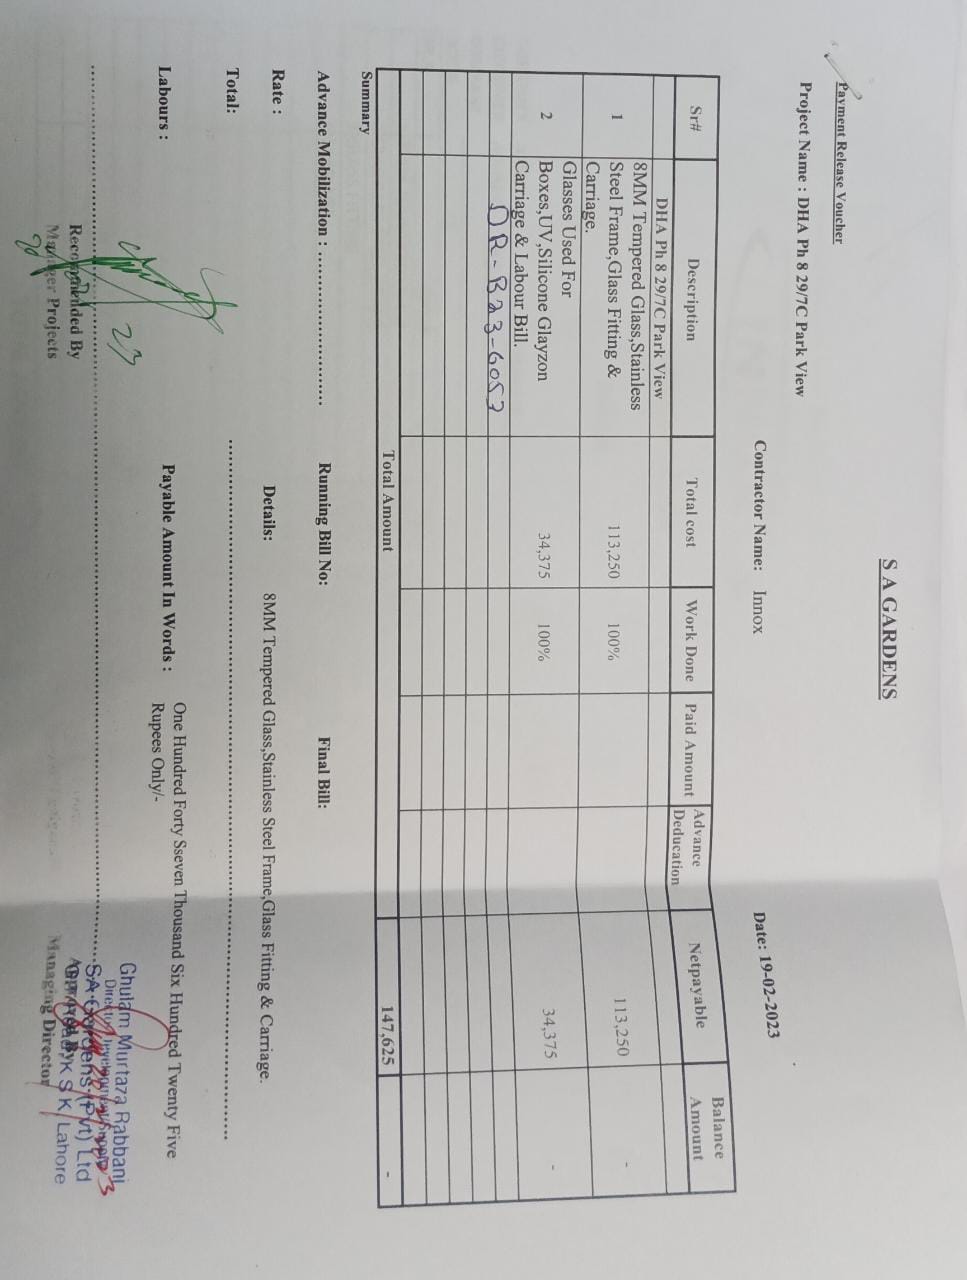 S A GARDENS
Payment Release Voucher
Project Name : DHA Ph 8 29/7C Park View
Contractor Name: Innox
Date: 19-02-2023
Sr# Description Total cost Work Done Paid Amount Advance Deducation Netpayable Balance Amount
DHA Ph 8 29/7C Park View
1 8MM Tempered Glass,Stainless Steel Frame,Glass Fitting & Carriage. 113,250 100% 113,250 -
2 Glasses Used For Boxes,UV,Silicone Glayzon Carriage & Labour Bill. 34,375 100% 34,375 -
OR-B23-6053
Total Amount 147,625 -
Summary
Advance Mobilization : ........................ Running Bill No: Final Bill:
Rate : Details: 8MM Tempered Glass,Stainless Steel Frame,Glass Fitting & Carriage.
Total:
Labours : Payable Amount In Words : One Hundred Forty Sseven Thousand Six Hundred Twenty Five
Rupees Only/-
Ghulam Murtaza Rabbani
SA Gardens (Pvt) Ltd
K S K / Lahore
Recommended By
Manager Projects
Approved By
Managing Director